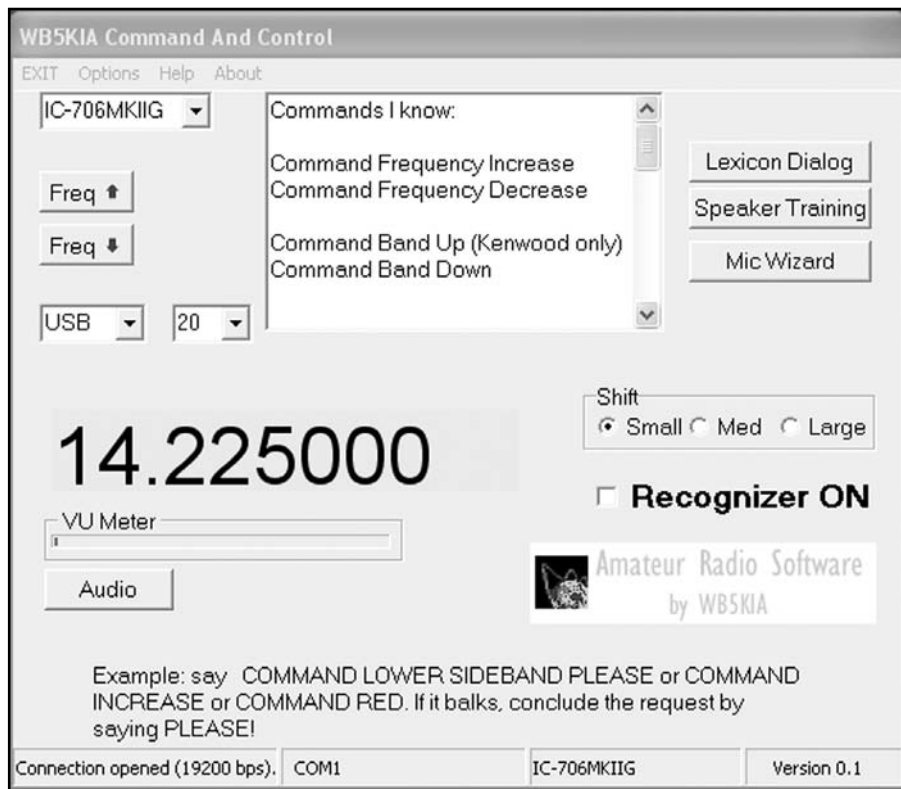 WB5KIA Command And Control
EXIT Options Help About
IC-706MKIIG
Commands I know:
Command Frequency Increase
Command Frequency Decrease
Command Band Up (Kenwood only)
Command Band Down
Lexicon Dialog
Speaker Training
Mic Wizard
Freq
Freq
USB
20
14.225000
Shift
Small Med Large
Recognizer ON
VU Meter
Audio
Amateur Radio Software
by WB5KIA
Example: say COMMAND LOWER SIDEBAND PLEASE or COMMAND
INCREASE or COMMAND RED. If it balks, conclude the request by
saying PLEASE!
Connection opened (19200 bps). COM1 IC-706MKIIG Version 0.1